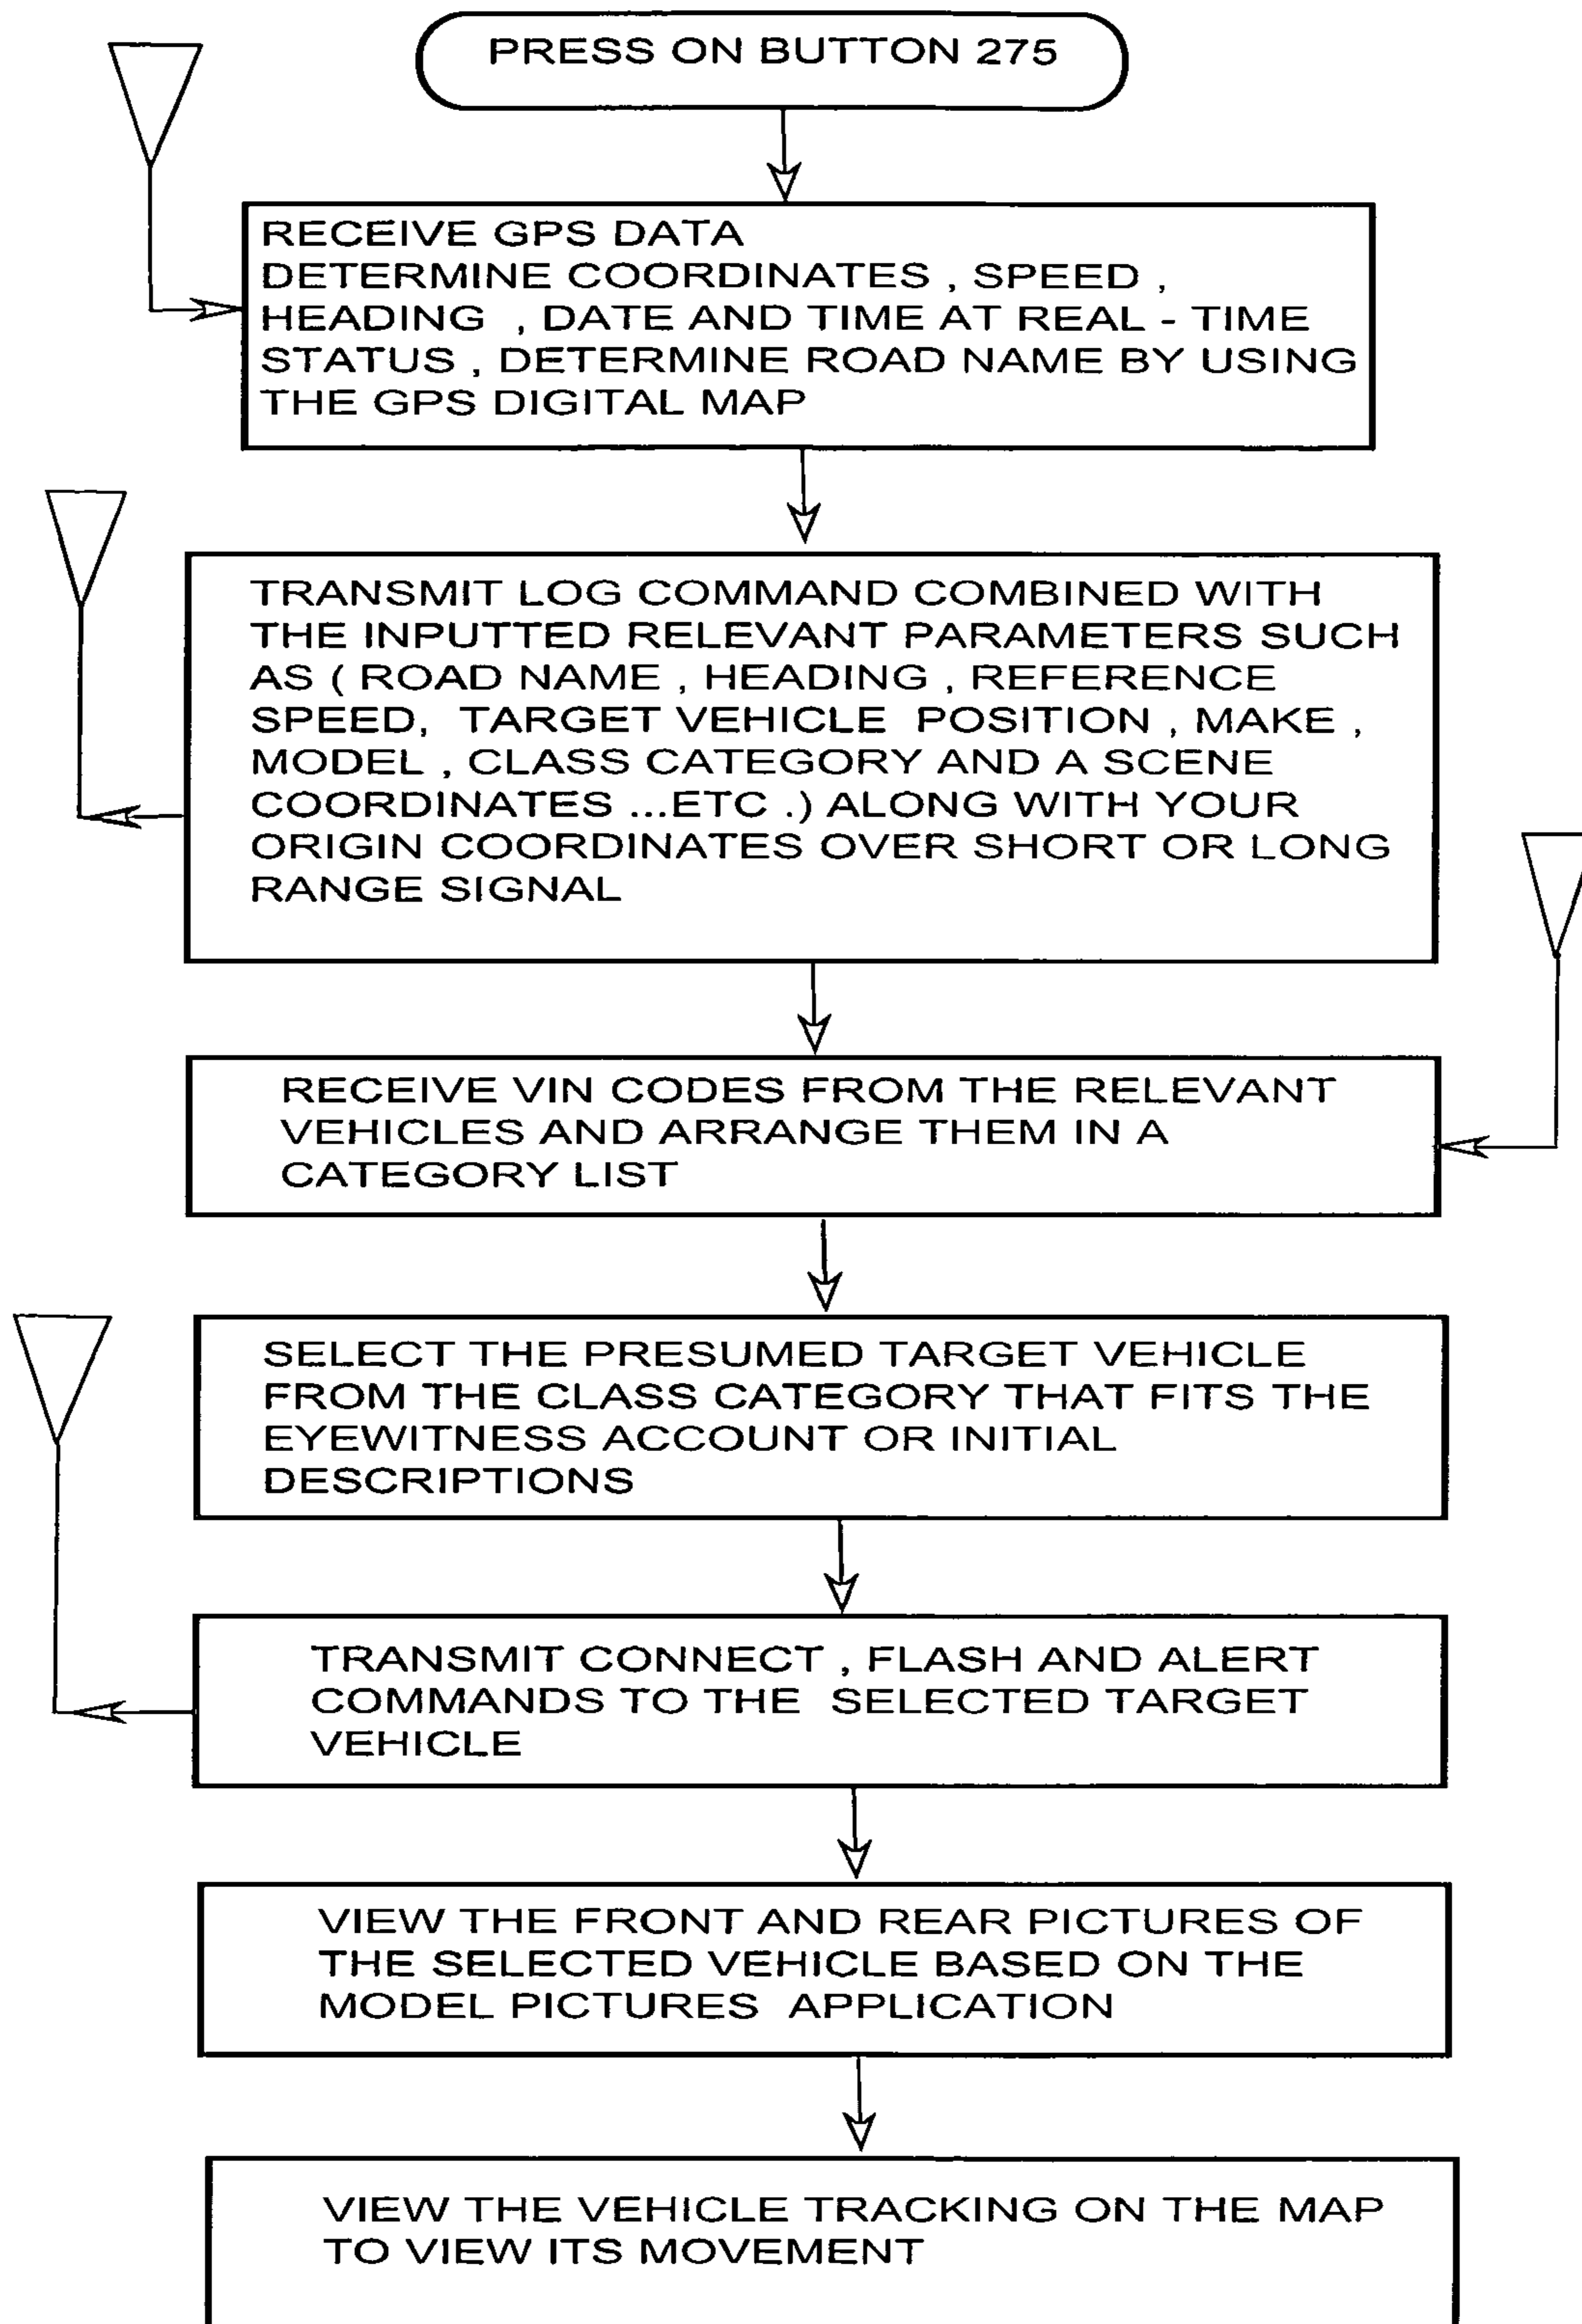 PRESS ON BUTTON 275
RECEIVE GPS DATA
DETERMINE COORDINATES , SPEED ,
HEADING , DATE AND TIME AT REAL - TIME
STATUS , DETERMINE ROAD NAME BY USING
THE GPS DIGITAL MAP
TRANSMIT LOG COMMAND COMBINED WITH
THE INPUTTED RELEVANT PARAMETERS SUCH
AS ( ROAD NAME , HEADING , REFERENCE
SPEED, TARGET VEHICLE POSITION , MAKE ,
MODEL , CLASS CATEGORY AND A SCENE
COORDINATES ...ETC .) ALONG WITH YOUR
ORIGIN COORDINATES OVER SHORT OR LONG
RANGE SIGNAL
RECEIVE VIN CODES FROM THE RELEVANT
VEHICLES AND ARRANGE THEM IN A
CATEGORY LIST
SELECT THE PRESUMED TARGET VEHICLE
FROM THE CLASS CATEGORY THAT FITS THE
EYEWITNESS ACCOUNT OR INITIAL
DESCRIPTIONS
TRANSMIT CONNECT , FLASH AND ALERT
COMMANDS TO THE SELECTED TARGET
VEHICLE
VIEW THE FRONT AND REAR PICTURES OF
THE SELECTED VEHICLE BASED ON THE
MODEL PICTURES APPLICATION
VIEW THE VEHICLE TRACKING ON THE MAP
TO VIEW ITS MOVEMENT